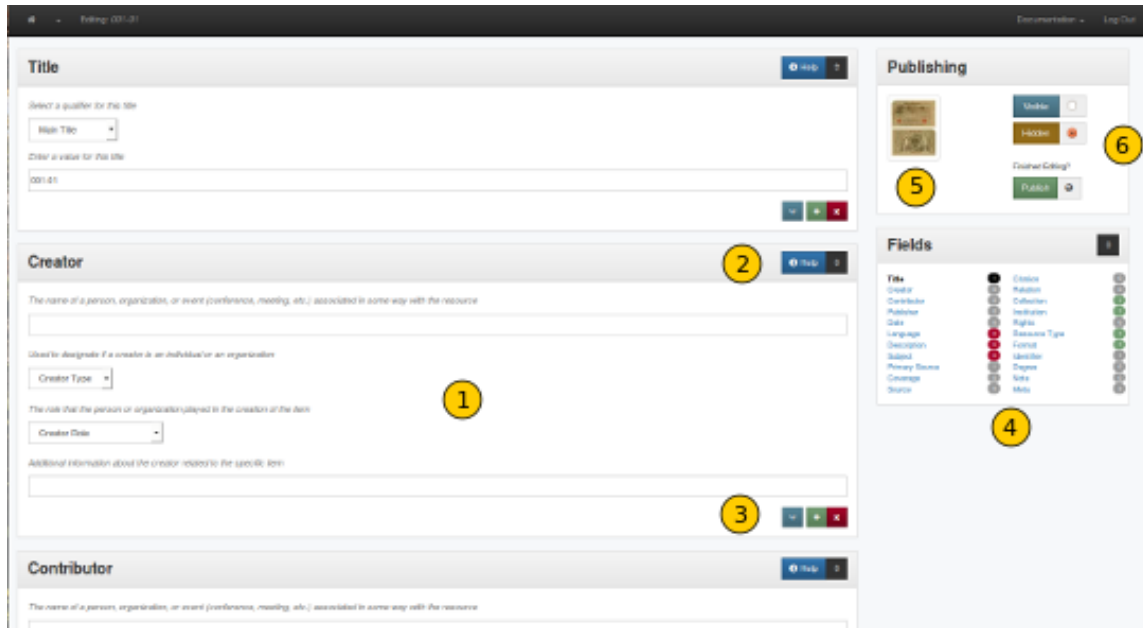 Editing: 001-01
Documentation
Log Out
Title
Help
Select a qualifier for this title
Main Title
Enter a value for this title
001-01
Creator
2
Help
The name of a person, organization, or event (conference, meeting, etc.) associated in some way with the resource
Used to designate if a creator is an individual or an organization
Creator Type
1
The role that the person or organization played in the creation of the item
Creator Role
Additional information about the creator related to the specific item
3
Contributor
Help
The name of a person, organization, or event (conference, meeting, etc.) associated in some way with the resource
Publishing
Visible
Hidden
6
Finished Editing?
5
Publish
Fields
Title
Creator
Contributor
Publisher
Date
Language
Description
Subject
Primary Source
Coverage
Source
Citation
Relation
Collection
Institution
Rights
Resource Type
Format
Identifier
Degree
Note
Meta
4